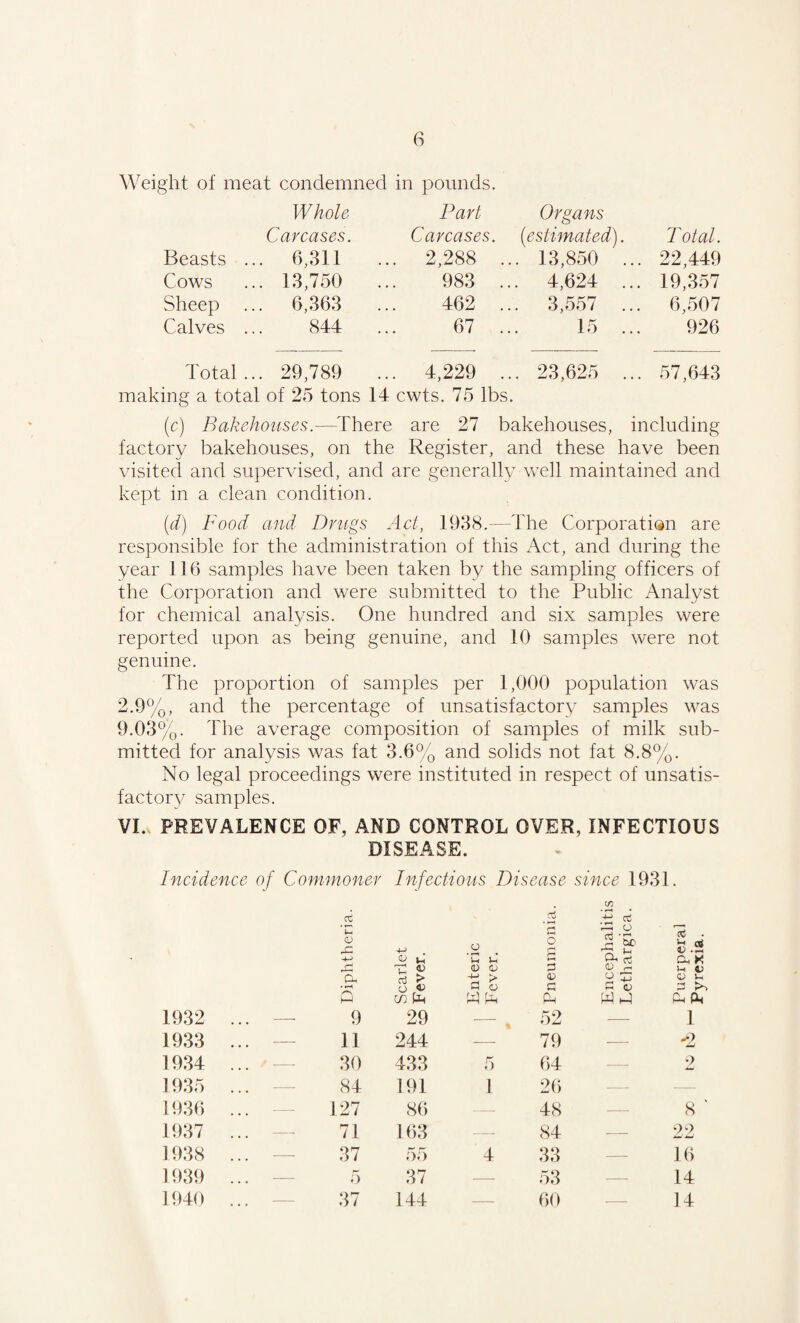 6
Weight of meat condemned in pounds.
Whole Part Organs
Carcases. Carcases. (estimated). Total.
Beasts ... 6,311 ... 2,288 ... 13,850 ... 22,449
Cows ... 13,750 ... 983 ... 4,624 ... 19,357
Sheep ... 6,363 ... 462 ... 3,557 ... 6,507
Calves ... 844 ... 67 ... 15 ... 926
Total ... 29,789 ... 4,229 ... 23,625 ... 57,643
making a total of 25 tons 14 cwts. 75 lbs.
(c) Bakehouses.—There are 27 bakehouses, including
factory bakehouses, on the Register, and these have been
visited and supervised, and are generally well maintained and
kept in a clean condition.
(d) Food and Drugs Act, 1938.—The Corporation are
responsible for the administration of this Act, and during the
year 116 samples have been taken by the sampling officers of
the Corporation and were submitted to the Public Analyst
for chemical analysis. One hundred and six samples were
reported upon as being genuine, and 10 samples were not
genuine.
The proportion of samples per 1,000 population was
2.9%, and the percentage of unsatisfactory samples was
9.03%. The average composition of samples of milk sub-
mitted for analysis was fat 3.6% and solids not fat 8.8%.
No legal proceedings were instituted in respect of unsatis-
factory samples.
VI. PREVALENCE OF, AND CONTROL OVER, INFECTIOUS
DISEASE.
Incidence of Commoner Infectious Disease since 1931.
Diphtheria. Scarlet Fever. Enteric Fever. Pneumonia. Encephalitis Lethargica. Puerperal Pyrexia.
1932 ... — 9 29 — 52 — 1
1933 ... — 11 244 — 79 — 2
1934 ... — 30 433 5 64 — 2
1935 ... — 84 191 1 26 — —
1936 ... — 127 86 — 48 — 8
1937 ... — 71 163 — 84 — 22
1938 ... — 37 55 4 33 — 16
1939 ... — 5 37 — 53 — 14
1940 ... — 37 144 — 60 — 14